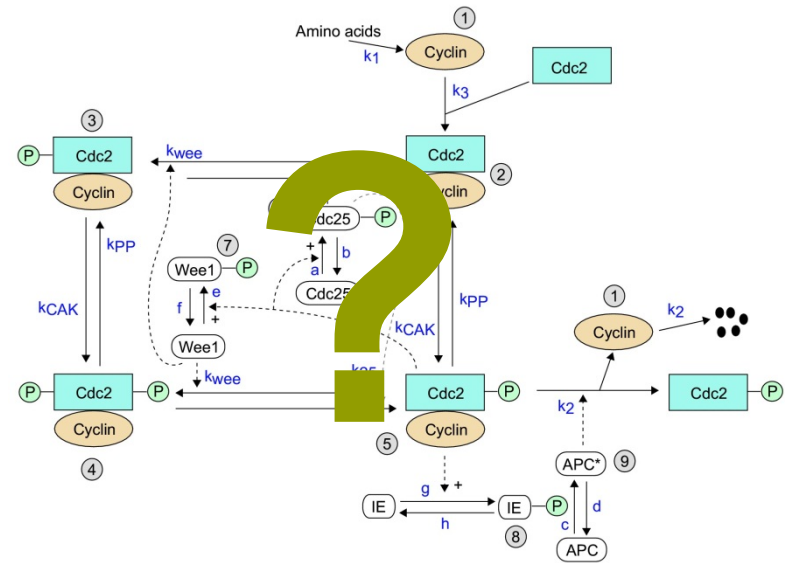 1
Amino acids
Cyclin
k1
Cdc2
k3
3
P
Cdc2
kwee
Cdc2
2
Cyclin
Cyclin
Cdc25
P
7
+
b
kPP
Wee1
P
a
e
Cdc25
kPP
1
f
+
kCAK
kCAK
Cyclin
k2
Wee1
kwee
P
Cdc2
P
Cdc2
P
k2
Cdc2
P
Cyclin
Cyclin
5
4
APC*
9
g
+
IE
IE
P
d
h
c
8
APC
?